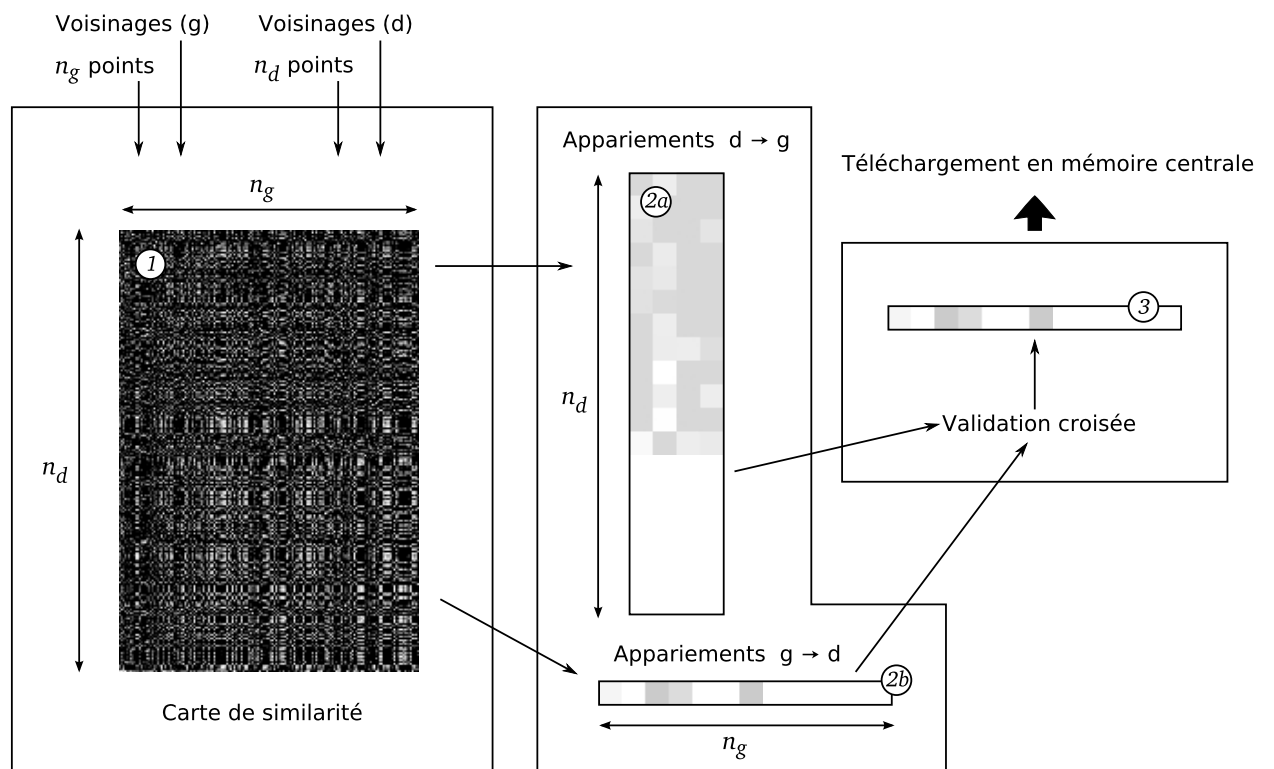 Voisinages (g)
Voisinages (d)
n_g points
n_d points
n_g
1
n_d
Carte de similarité
Appariements d → g
2a
n_d
Appariements g → d
2b
n_g
Téléchargement en mémoire centrale
3
Validation croisée